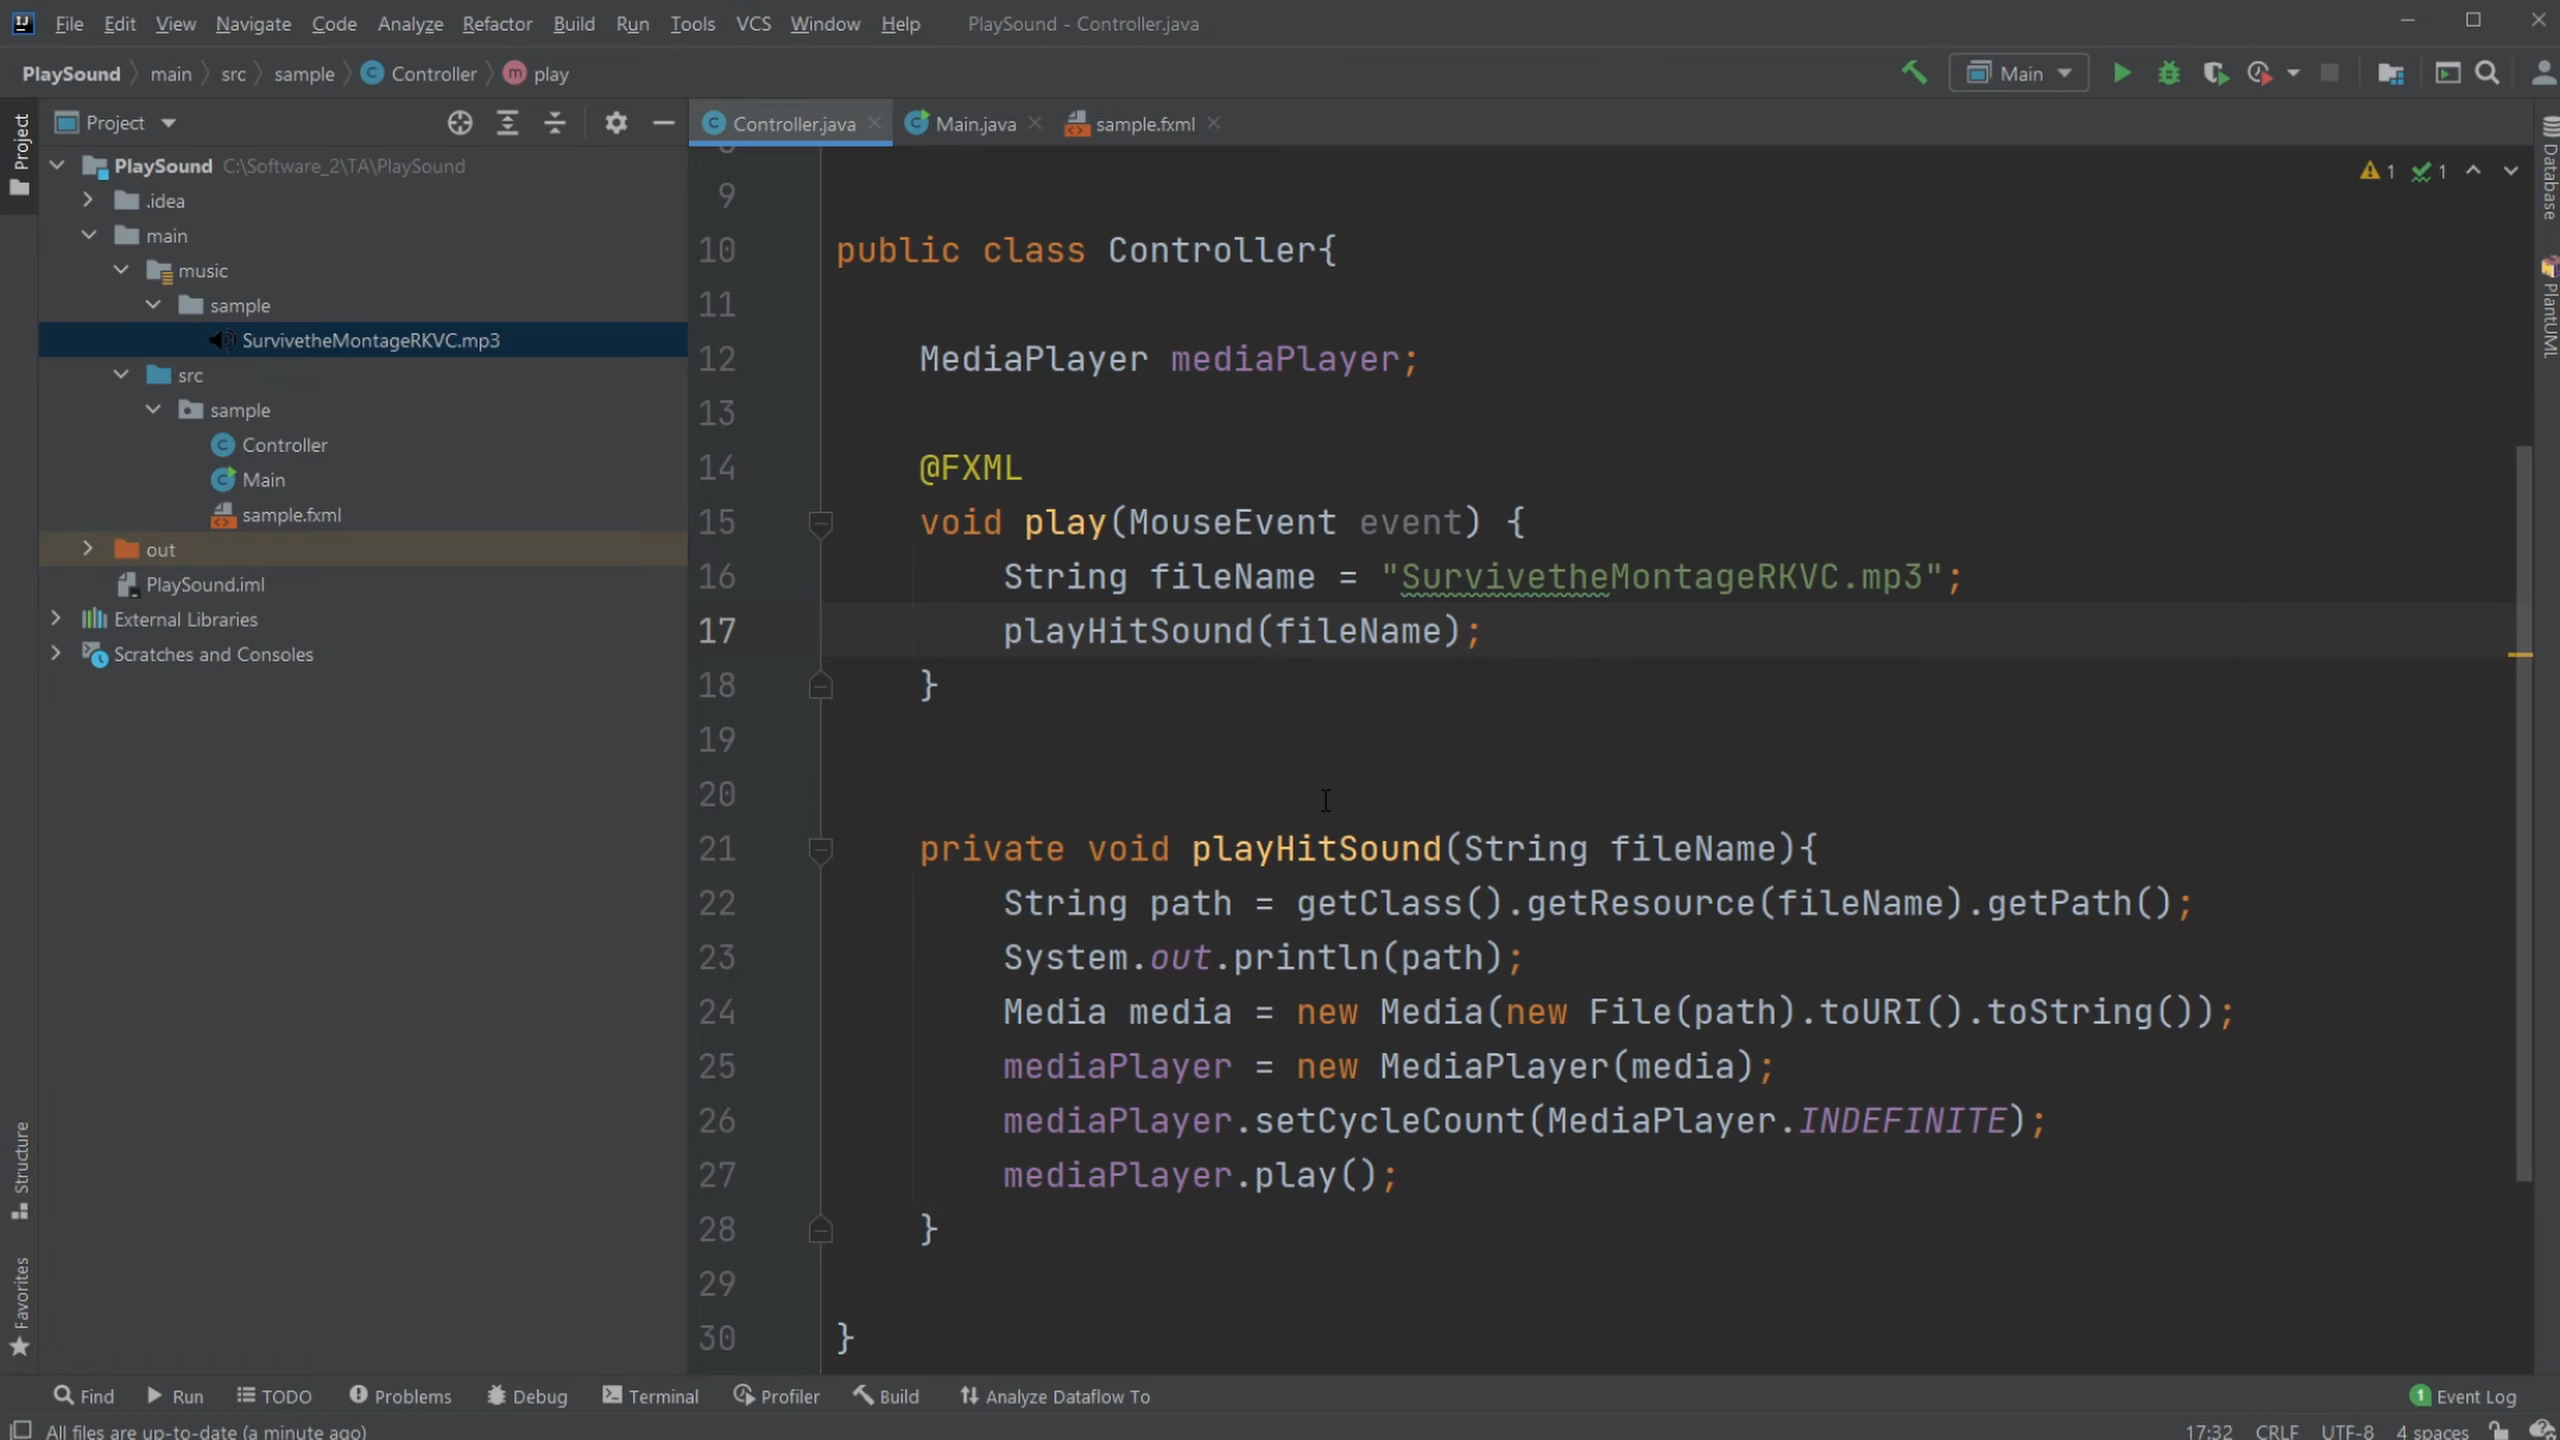 File Edit View Navigate Code Analyze Refactor Build Run Tools VCS Window Help PlaySound - Controller.java
PlaySound main src sample Controller play Main
Project
Project
Controller.java Main.java sample.fxml
PlaySound C:\Software_2\TA\PlaySound
.idea
main
music
sample
SurvivetheMontageRKVC.mp3
src
sample
Controller
Main
sample.fxml
out
PlaySound.iml
External Libraries
Scratches and Consoles
Structure
Favorites
1 1
9
10 public class Controller{
11
12 MediaPlayer mediaPlayer;
13
14 @FXML
15 void play(MouseEvent event) {
16 String fileName = "SurvivetheMontageRKVC.mp3";
17 playHitSound(fileName);
18 }
19
20
21 private void playHitSound(String fileName){
22 String path = getClass().getResource(fileName).getPath();
23 System.out.println(path);
24 Media media = new Media(new File(path).toURI().toString());
25 mediaPlayer = new MediaPlayer(media);
26 mediaPlayer.setCycleCount(MediaPlayer.INDEFINITE);
27 mediaPlayer.play();
28 }
29
30 }
Database
PlantUML
Find Run TODO Problems Debug Terminal Profiler Build Analyze Dataflow To 1 Event Log
All files are up-to-date (a minute ago) 17:32 CRLF UTF-8 4 spaces